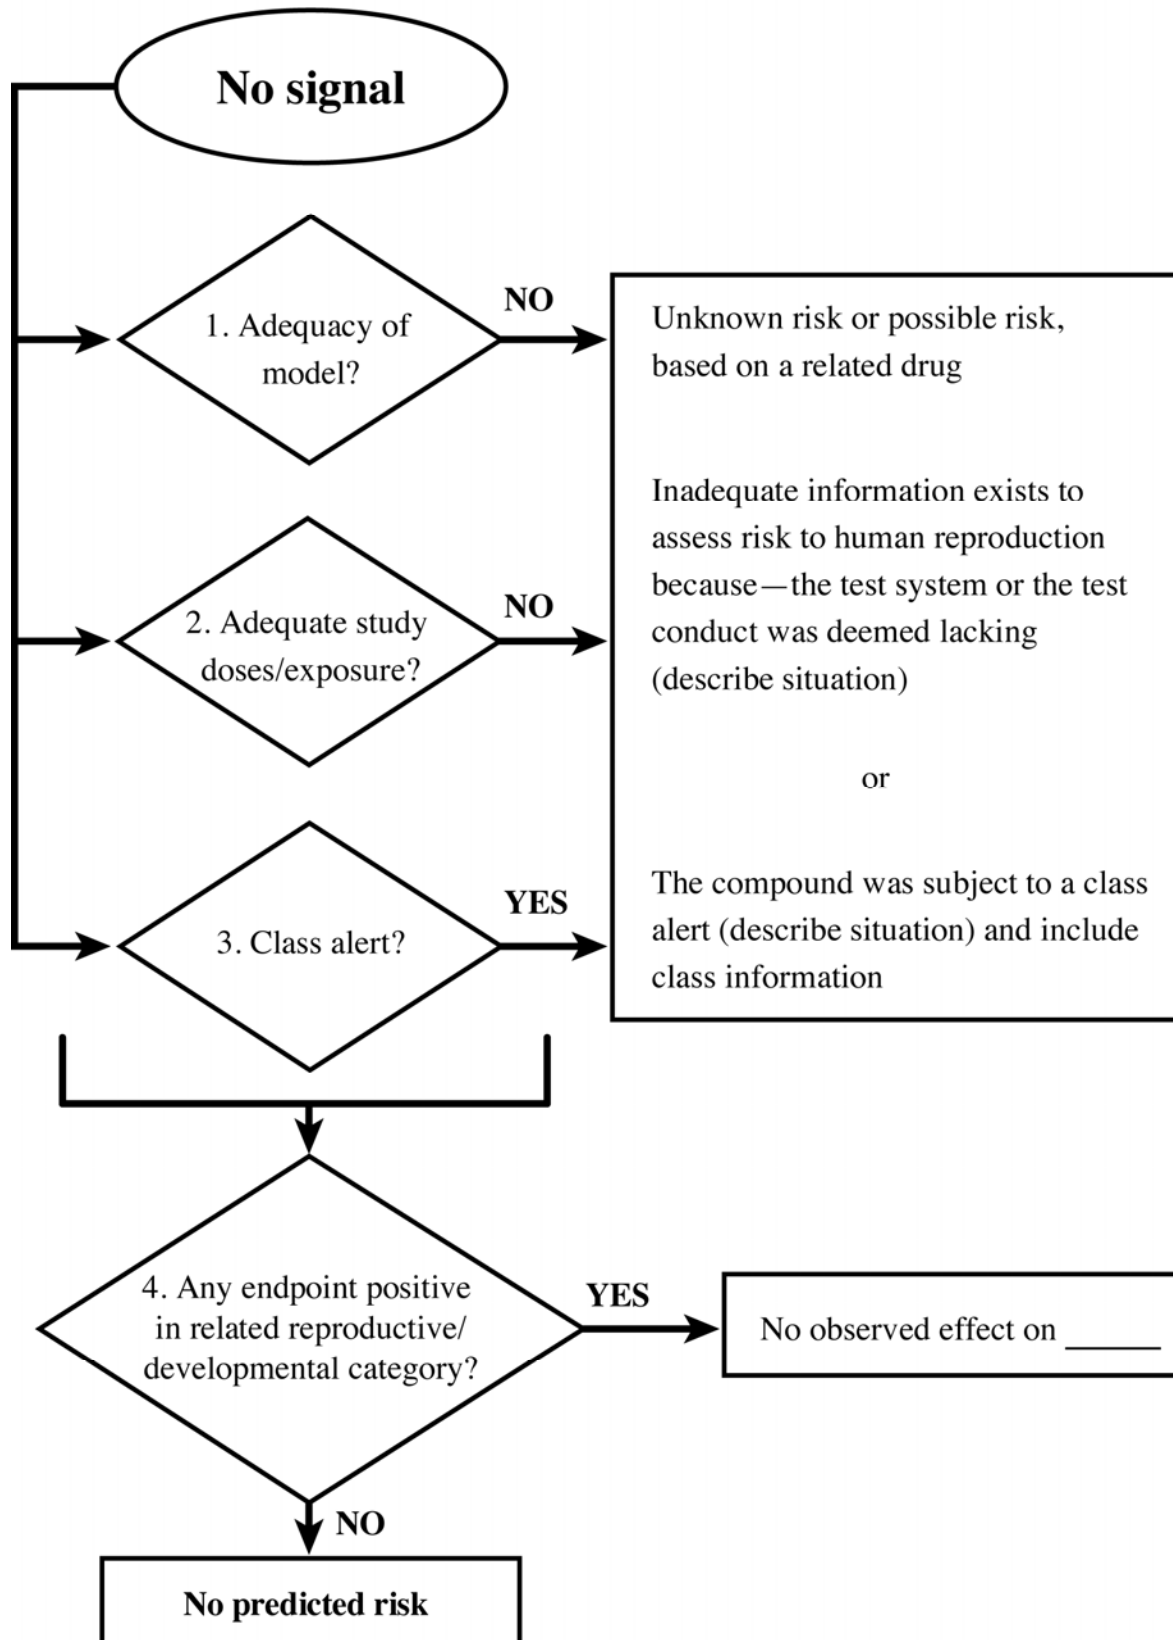 No signal
1. Adequacy of
model?
NO
Unknown risk or possible risk,
based on a related drug
Inadequate information exists to
assess risk to human reproduction
because—the test system or the test
conduct was deemed lacking
(describe situation)
or
The compound was subject to a class
alert (describe situation) and include
class information
2. Adequate study
doses/exposure?
NO
3. Class alert?
YES
4. Any endpoint positive
in related reproductive/
developmental category?
YES
No observed effect on ______
NO
No predicted risk